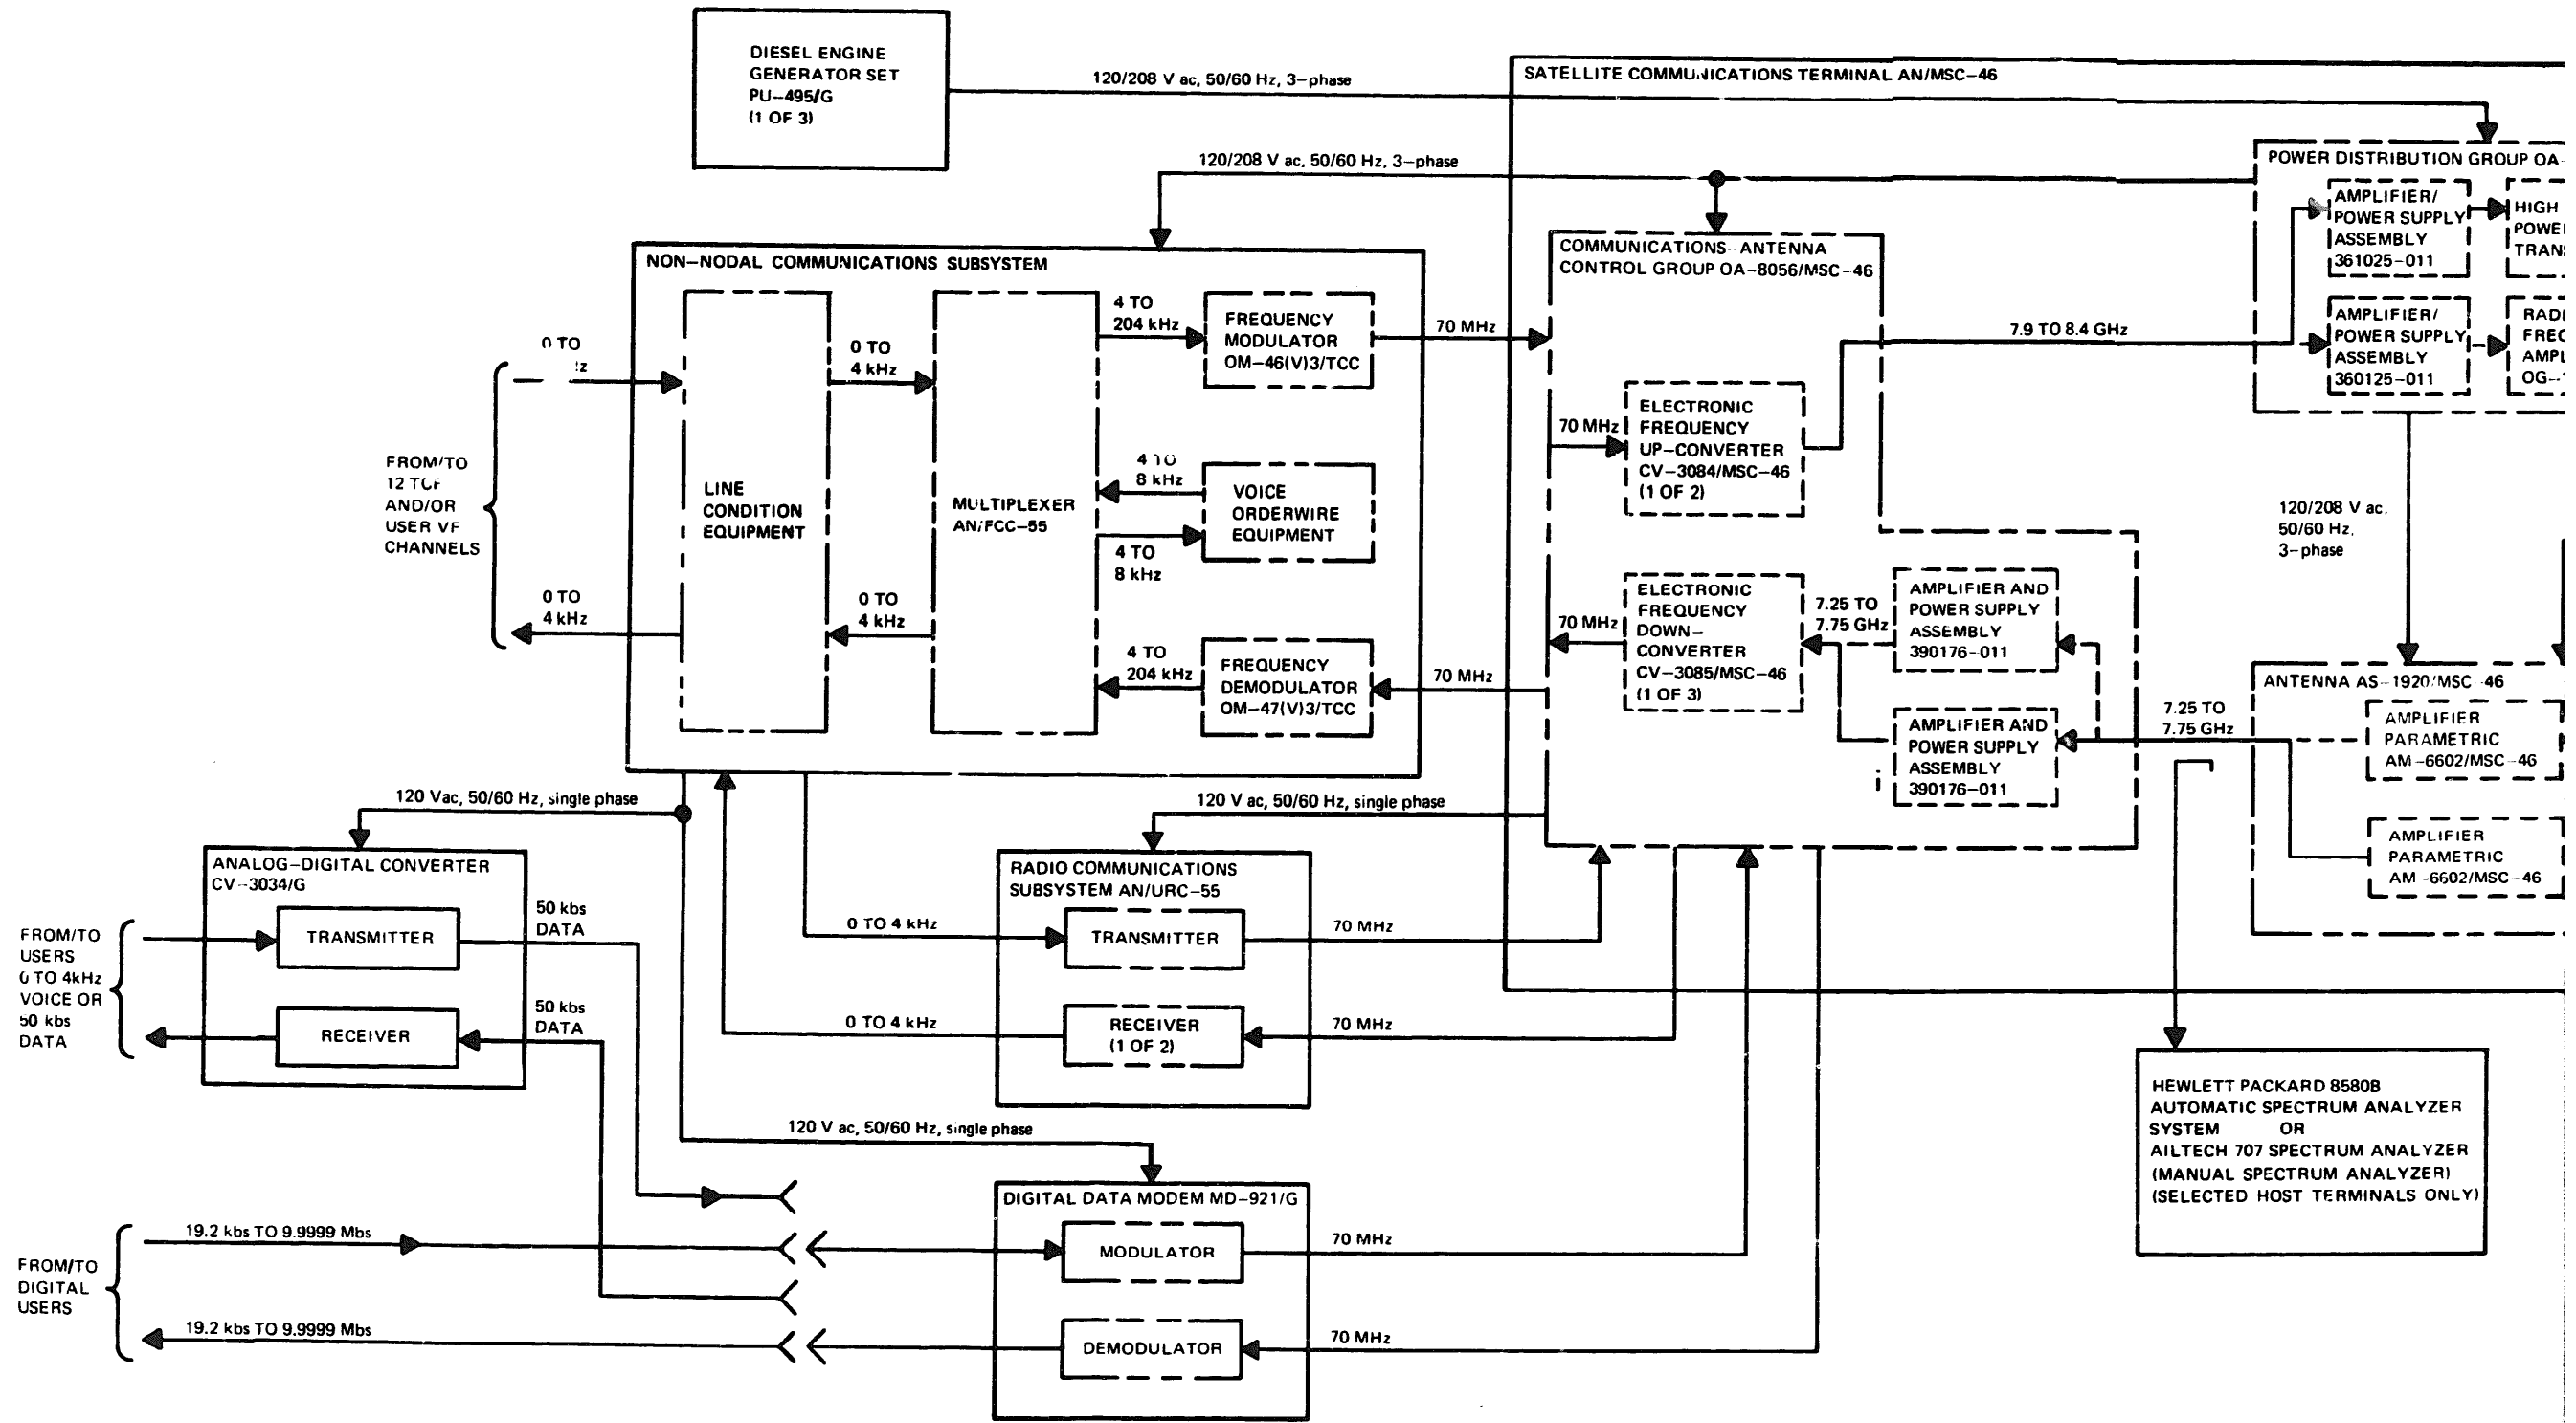 DIESEL ENGINE
GENERATOR SET
PU-495/G
(1 OF 3)
120/208 V ac, 50/60 Hz, 3-phase
SATELLITE COMMUNICATIONS TERMINAL AN/MSC-46
120/208 V ac, 50/60 Hz, 3-phase
POWER DISTRIBUTION GROUP OA-
AMPLIFIER/
POWER SUPPLY
ASSEMBLY
361025-011
HIGH
AMPLIFIER/
POWER SUPPLY
ASSEMBLY
360125-011
NON-NODAL COMMUNICATIONS SUBSYSTEM
FROM/TO
12 TCF
AND/OR
USER VF
CHANNELS
0 TO
0 TO
4 kHz
LINE
CONDITION
EQUIPMENT
0 TO
4 kHz
0 TO
4 kHz
MULTIPLEXER
AN/FCC-55
4 TO
204 kHz
FREQUENCY
MODULATOR
OM-46(V)3/TCC
4 TO
8 kHz
4 TO
8 kHz
VOICE
ORDERWIRE
EQUIPMENT
4 TO
204 kHz
FREQUENCY
DEMODULATOR
OM-47(V)3/TCC
70 MHz
70 MHz
COMMUNICATIONS ANTENNA
CONTROL GROUP OA-8056/MSC-46
70 MHz
ELECTRONIC
FREQUENCY
UP-CONVERTER
CV-3084/MSC-46
(1 OF 2)
7.9 TO 8.4 GHz
70 MHz
ELECTRONIC
FREQUENCY
DOWN-
CONVERTER
CV-3085/MSC-46
(1 OF 3)
7.25 TO
7.75 GHz
AMPLIFIER AND
POWER SUPPLY
ASSEMBLY
390176-011
AMPLIFIER AND
POWER SUPPLY
ASSEMBLY
390176-011
120/208 V ac,
50/60 Hz,
3-phase
7.25 TO
7.75 GHz
ANTENNA AS-1920/MSC-46
AMPLIFIER
PARAMETRIC
AM-6602/MSC-46
AMPLIFIER
PARAMETRIC
AM-6602/MSC-46
120 Vac, 50/60 Hz, single phase
120 V ac, 50/60 Hz, single phase
ANALOG-DIGITAL CONVERTER
CV-3034/G
FROM/TO
USERS
0 TO 4kHz
VOICE OR
50 kbs
DATA
TRANSMITTER
RECEIVER
50 kbs
DATA
50 kbs
DATA
RADIO COMMUNICATIONS
SUBSYSTEM AN/URC-55
0 TO 4 kHz
TRANSMITTER
70 MHz
0 TO 4 kHz
RECEIVER
(1 OF 2)
70 MHz
HEWLETT PACKARD 8580B
AUTOMATIC SPECTRUM ANALYZER
SYSTEM OR
AILTECH 707 SPECTRUM ANALYZER
(MANUAL SPECTRUM ANALYZER)
(SELECTED HOST TERMINALS ONLY)
120 V ac, 50/60 Hz, single phase
DIGITAL DATA MODEM MD-921/G
FROM/TO
DIGITAL
USERS
19.2 kbs TO 9.9999 Mbs
19.2 kbs TO 9.9999 Mbs
MODULATOR
70 MHz
DEMODULATOR
70 MHz